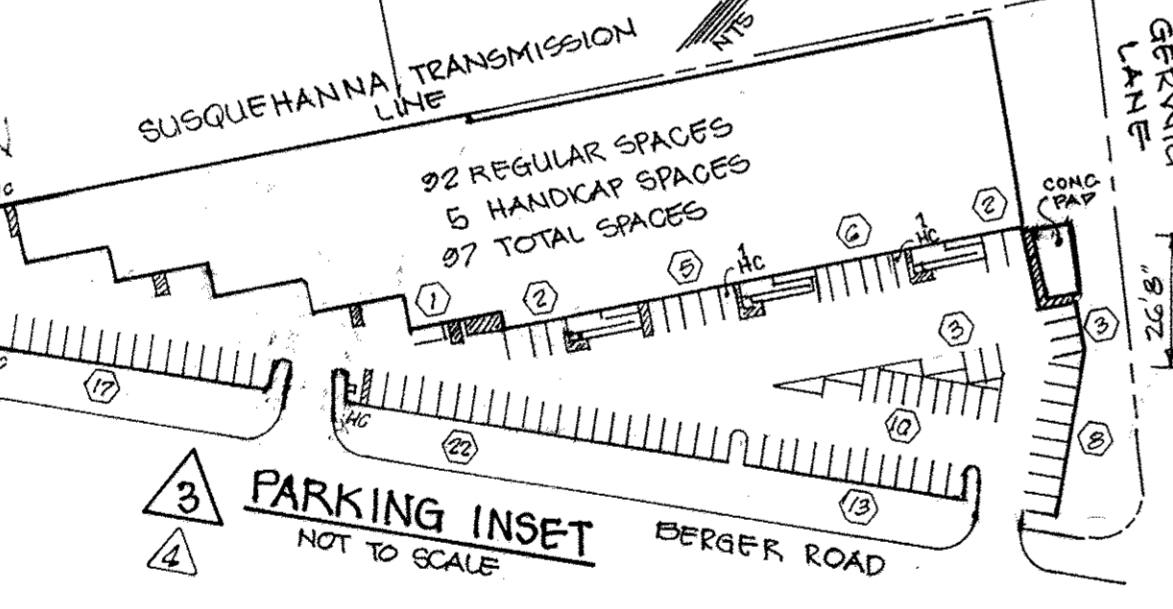 SUSQUEHANNA TRANSMISSION
LINE
NTS
LANE
92 REGULAR SPACES
5 HANDICAP SPACES
97 TOTAL SPACES
CONC
PAD
26'8"
1
2
5
1
HC
6
1
HC
2
3
3
8
10
17
HC
22
13
3
PARKING INSET
NOT TO SCALE
4
BERGER ROAD